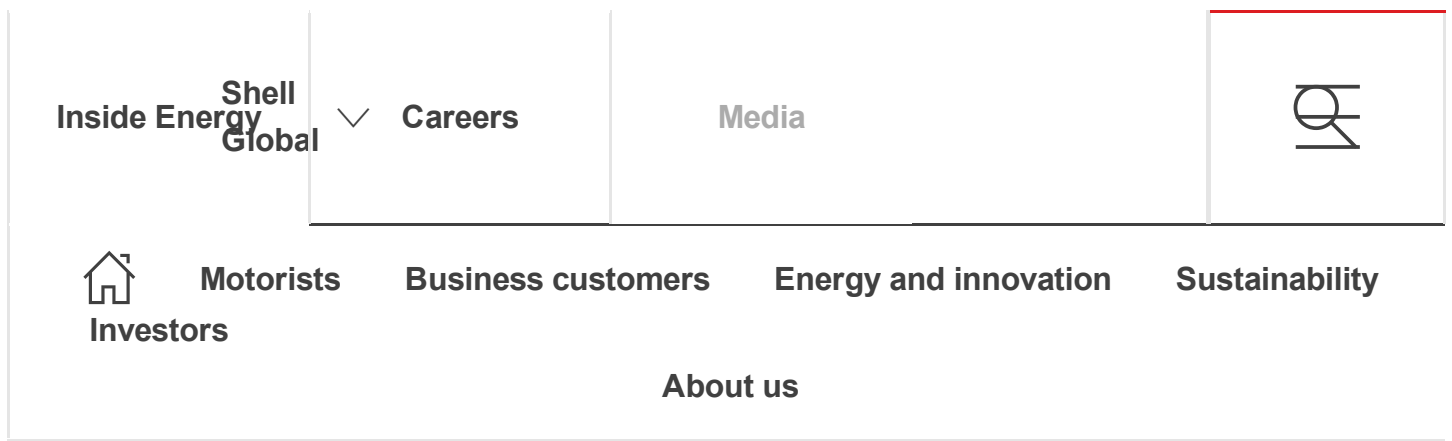 Shell
Global
Inside Energy
Careers
Media
Motorists Business customers Energy and innovation Sustainability
Investors
About us